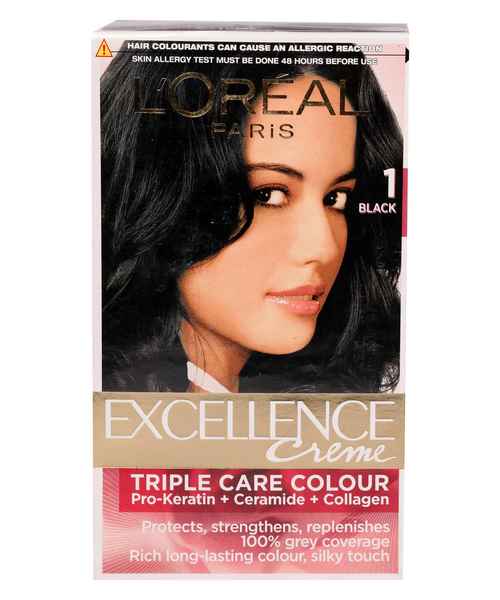 HAIR COLOURANTS CAN CAUSE AN ALLERGIC REACTION
SKIN ALLERGY TEST MUST BE DONE 48 HOURS BEFORE USE
L'ORÉAL
PARiS
1
BLACK
EXCELLENCE
Creme
TRIPLE CARE COLOUR
Pro-Keratin + Ceramide + Collagen
Protects, strengthens, replenishes
100% grey coverage
Rich long-lasting colour, silky touch